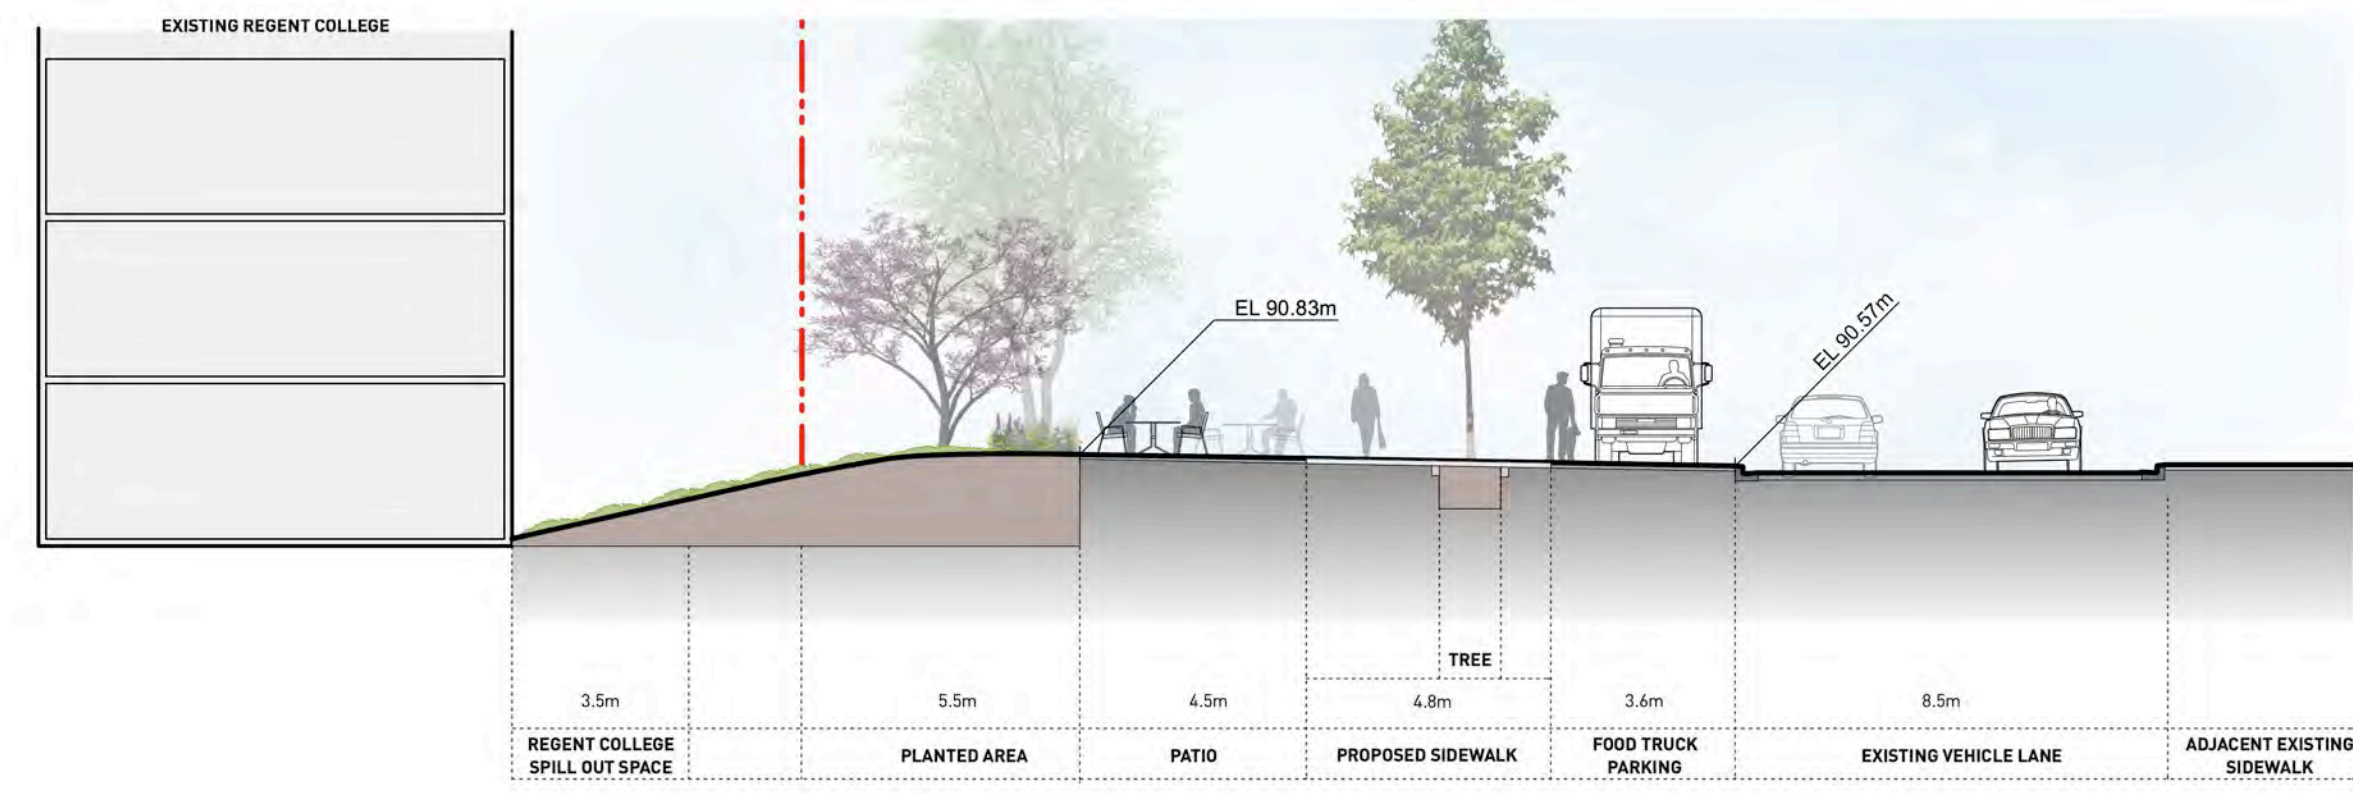 EXISTING REGENT COLLEGE
EL 90.83m
EL 90.57m
TREE
3.5m
5.5m
4.5m
4.8m
3.6m
8.5m
REGENT COLLEGE
SPILL OUT SPACE
PLANTED AREA
PATIO
PROPOSED SIDEWALK
FOOD TRUCK
PARKING
EXISTING VEHICLE LANE
ADJACENT EXISTING
SIDEWALK